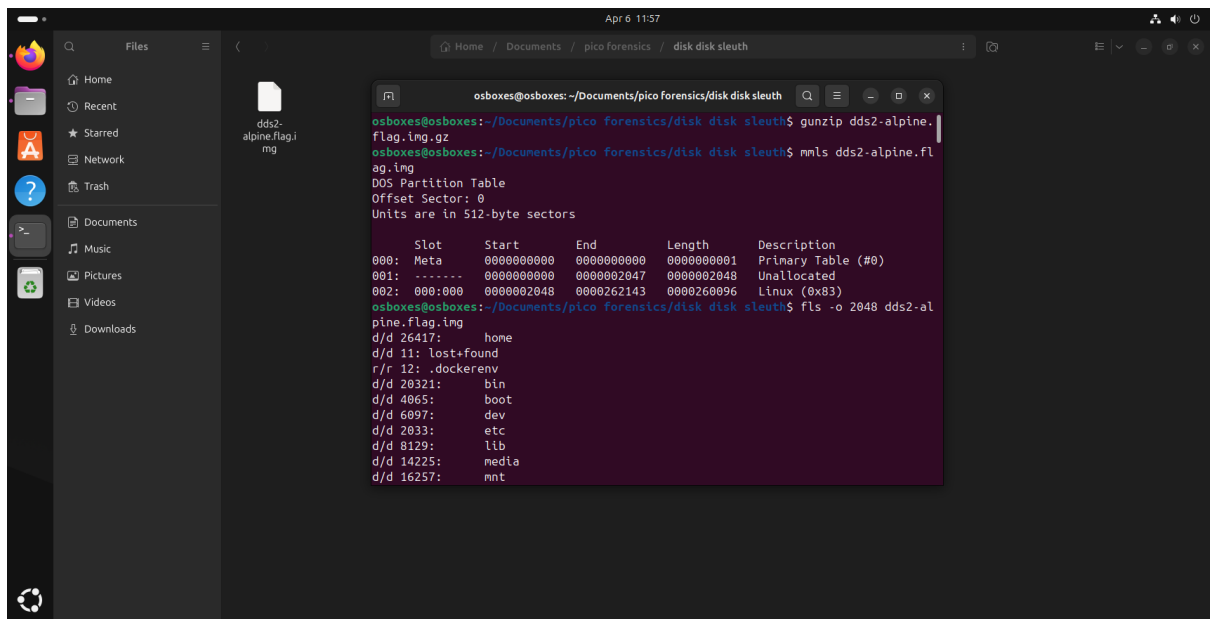 Apr 6 11:57
Files
Home / Documents / pico forensics / disk disk sleuth
Home
Recent
Starred
Network
Trash
Documents
Music
Pictures
Videos
Downloads
dds2-
alpine.flag.i
mg
osboxes@osboxes: ~/Documents/pico forensics/disk disk sleuth
osboxes@osboxes:~/Documents/pico forensics/disk disk sleuth$ gunzip dds2-alpine.
flag.img.gz
osboxes@osboxes:~/Documents/pico forensics/disk disk sleuth$ mmls dds2-alpine.fl
ag.img
DOS Partition Table
Offset Sector: 0
Units are in 512-byte sectors
Slot Start End Length Description
000: Meta 0000000000 0000000000 0000000001 Primary Table (#0)
001: ------- 0000000000 0000002047 0000002048 Unallocated
002: 000:000 0000002048 0000262143 0000260096 Linux (0x83)
osboxes@osboxes:~/Documents/pico forensics/disk disk sleuth$ fls -o 2048 dds2-al
pine.flag.img
d/d 26417: home
d/d 11: lost+found
r/r 12: .dockerenv
d/d 20321: bin
d/d 4065: boot
d/d 6097: dev
d/d 2033: etc
d/d 8129: lib
d/d 14225: media
d/d 16257: mnt